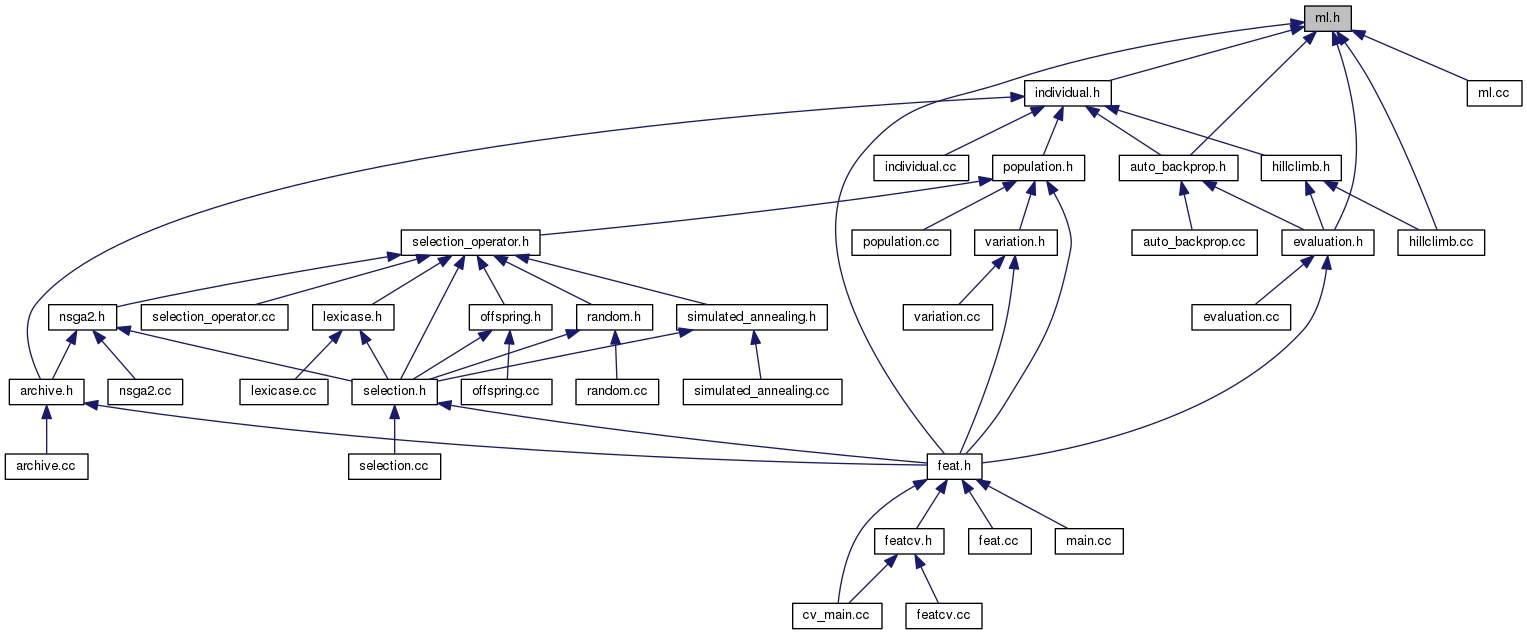 ml.h
individual.h
ml.cc
individual.cc
population.h
auto_backprop.h
hillclimb.h
selection_operator.h
population.cc
variation.h
auto_backprop.cc
evaluation.h
hillclimb.cc
nsga2.h
selection_operator.cc
lexicase.h
offspring.h
random.h
simulated_annealing.h
variation.cc
evaluation.cc
archive.h
nsga2.cc
lexicase.cc
selection.h
offspring.cc
random.cc
simulated_annealing.cc
archive.cc
selection.cc
feat.h
featcv.h
feat.cc
main.cc
cv_main.cc
featcv.cc